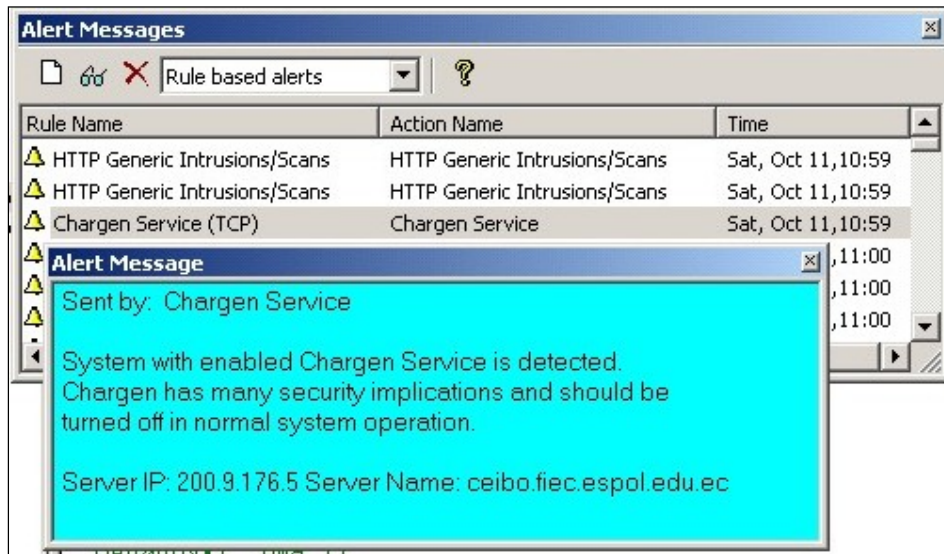 Alert Messages
Rule based alerts
Rule Name Action Name Time
HTTP Generic Intrusions/Scans HTTP Generic Intrusions/Scans Sat, Oct 11,10:59
HTTP Generic Intrusions/Scans HTTP Generic Intrusions/Scans Sat, Oct 11,10:59
Chargen Service (TCP) Chargen Service Sat, Oct 11,10:59
,11:00
,11:00
,11:00
Alert Message
Sent by: Chargen Service
System with enabled Chargen Service is detected.
Chargen has many security implications and should be
turned off in normal system operation.
Server IP: 200.9.176.5 Server Name: ceibo.fiec.espol.edu.ec